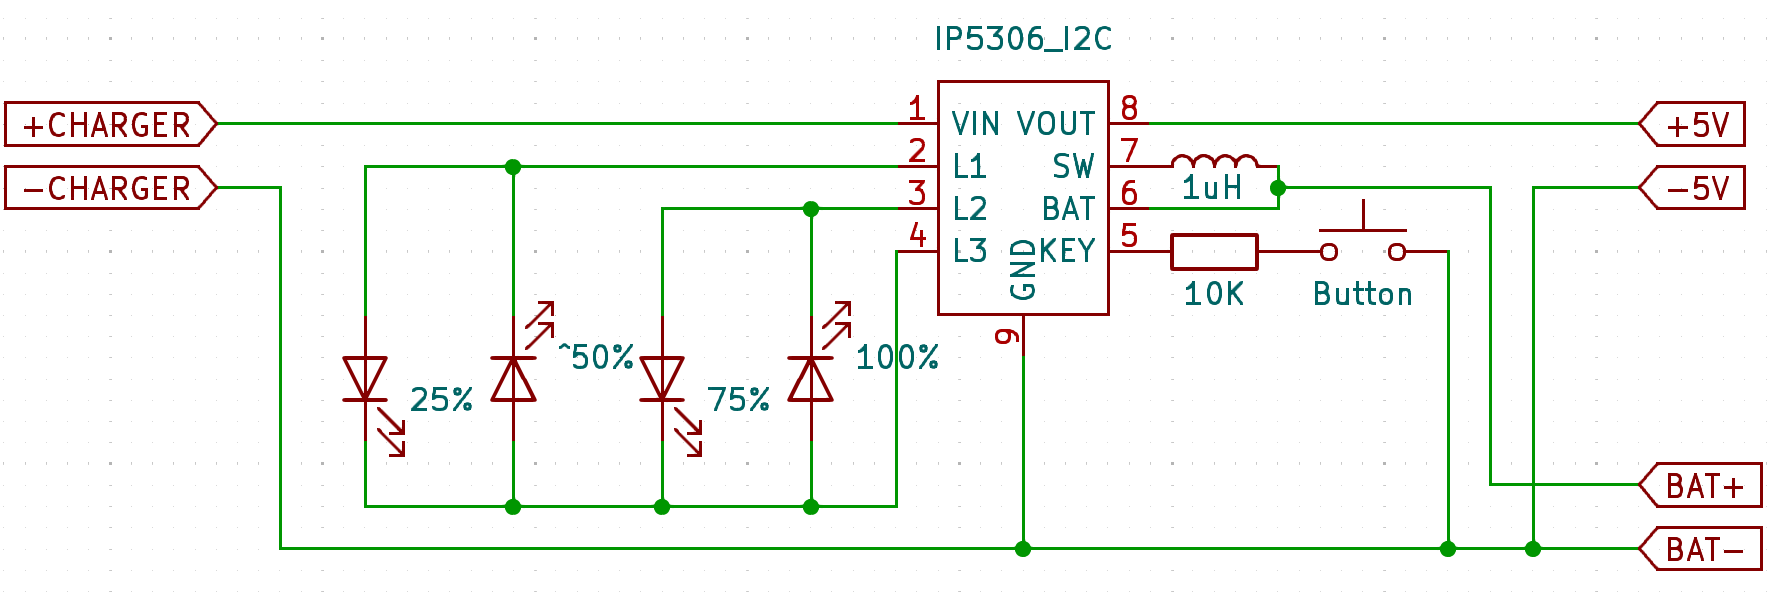 IP5306_I2C
+CHARGER
1
VIN
VOUT
8
+5V
2
L1
SW
7
1uH
-CHARGER
-5V
3
L2
BAT
6
4
L3
GND
KEY
5
10K
Button
9
25%
~50%
75%
100%
BAT+
BAT-